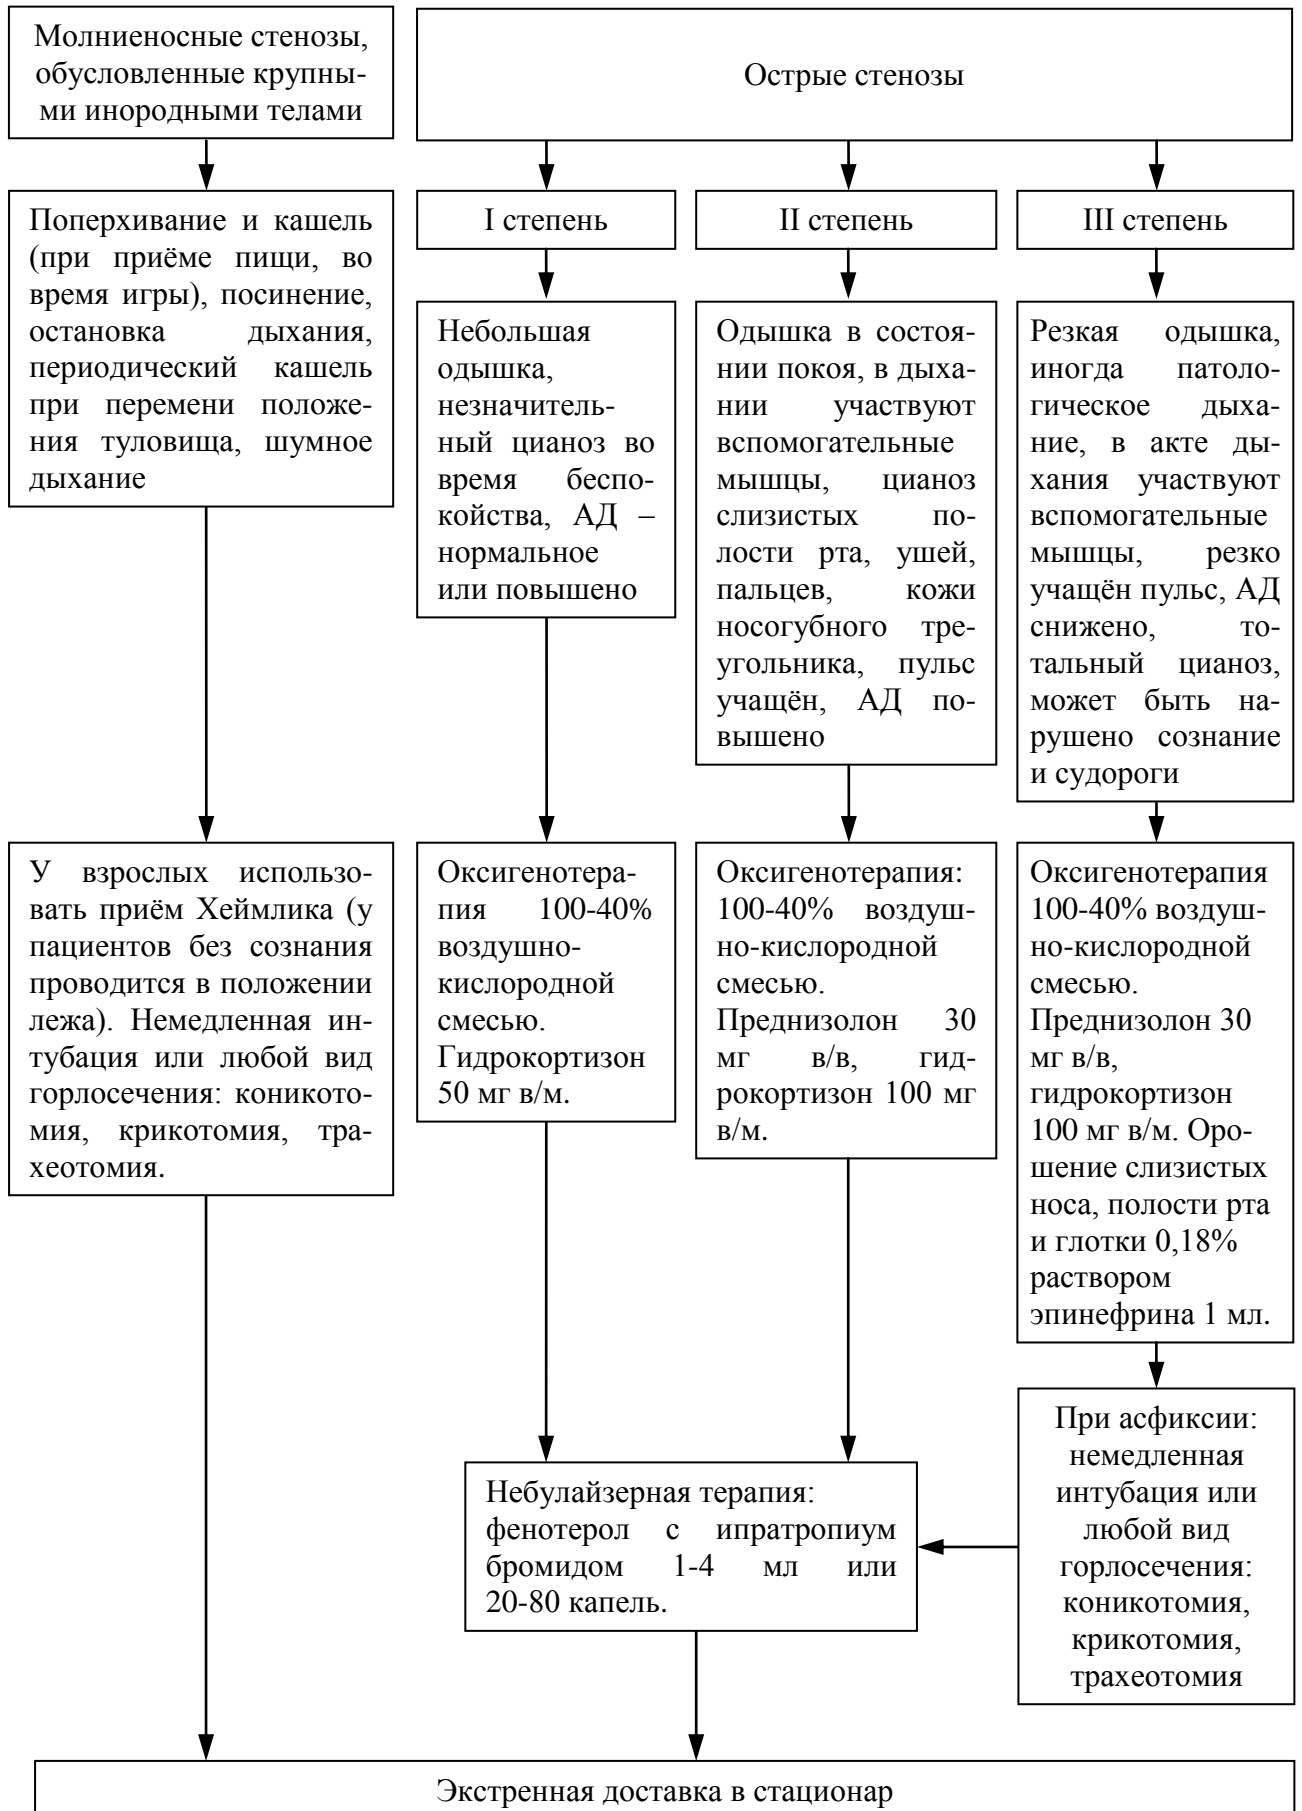 Молниеносные стенозы,
обусловленные крупны-
ми инородными телами
Острые стенозы
Поперхивание и кашель
(при приёме пищи, во
время игры), посинение,
остановка дыхания,
периодический кашель
при перемени положе-
ния туловища, шумное
дыхание
I степень
II степень
III степень
Небольшая
одышка,
незначитель-
ный цианоз во
время беспо-
койства, АД –
нормальное
или повышено
Одышка в состоя-
нии покоя, в дыха-
нии участвуют
вспомогательные
мышцы, цианоз
слизистых по-
лости рта, ушей,
пальцев, кожи
носогубного тре-
угольника, пульс
учащён, АД по-
вышено
Резкая одышка,
иногда патоло-
гическое дыха-
ние, в акте ды-
хания участвуют
вспомогательные
мышцы, резко
учащён пульс, АД
снижено, то-
тальный цианоз,
может быть на-
рушено сознание
и судороги
У взрослых использо-
вать приём Хеймлика (у
пациентов без сознания
проводится в положении
лежа). Немедленная ин-
тубация или любой вид
горлосечения: коникото-
мия, крикотомия, тра-
хеотомия.
Оксигенотера-
пия 100-40%
воздушно-
кислородной
смесью.
Гидрокортизон
50 мг в/м.
Оксигенотерапия:
100-40% воздуш-
но-кислородной
смесью.
Преднизолон 30
мг в/в, гид-
рокортизон 100 мг
в/м.
Оксигенотерапия
100-40% воздуш-
но-кислородной
смесью.
Преднизолон 30
мг в/в,
гидрокортизон
100 мг в/м. Оро-
шение слизистых
носа, полости рта
и глотки 0,18%
раствором
эпинефрина 1 мл.
При асфиксии:
немедленная
интубация или
любой вид
горлосечения:
коникотомия,
крикотомия,
трахеотомия
Небулайзерная терапия:
фенотерол с ипратропиум
бромидом 1-4 мл или
20-80 капель.
Экстренная доставка в стационар